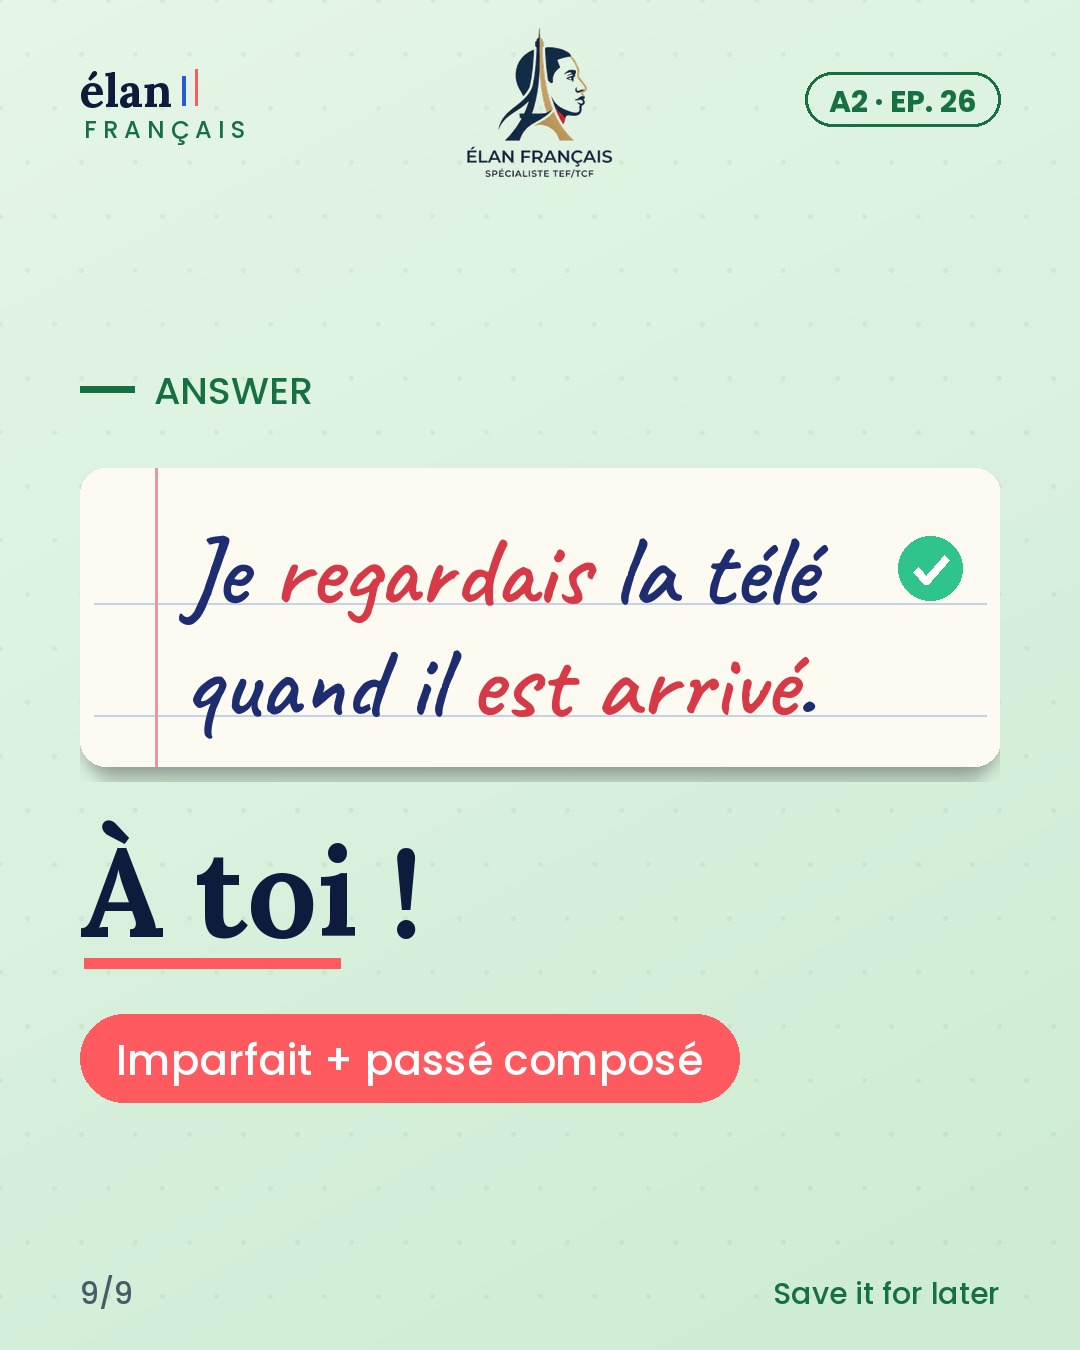 élan
FRANÇAIS
ÉLAN FRANÇAIS
SPÉCIALISTE TEF/TCF
A2 · EP. 26
ANSWER
Je regardais la télé
quand il est arrivé.
À toi !
Imparfait + passé composé
9/9
Save it for later